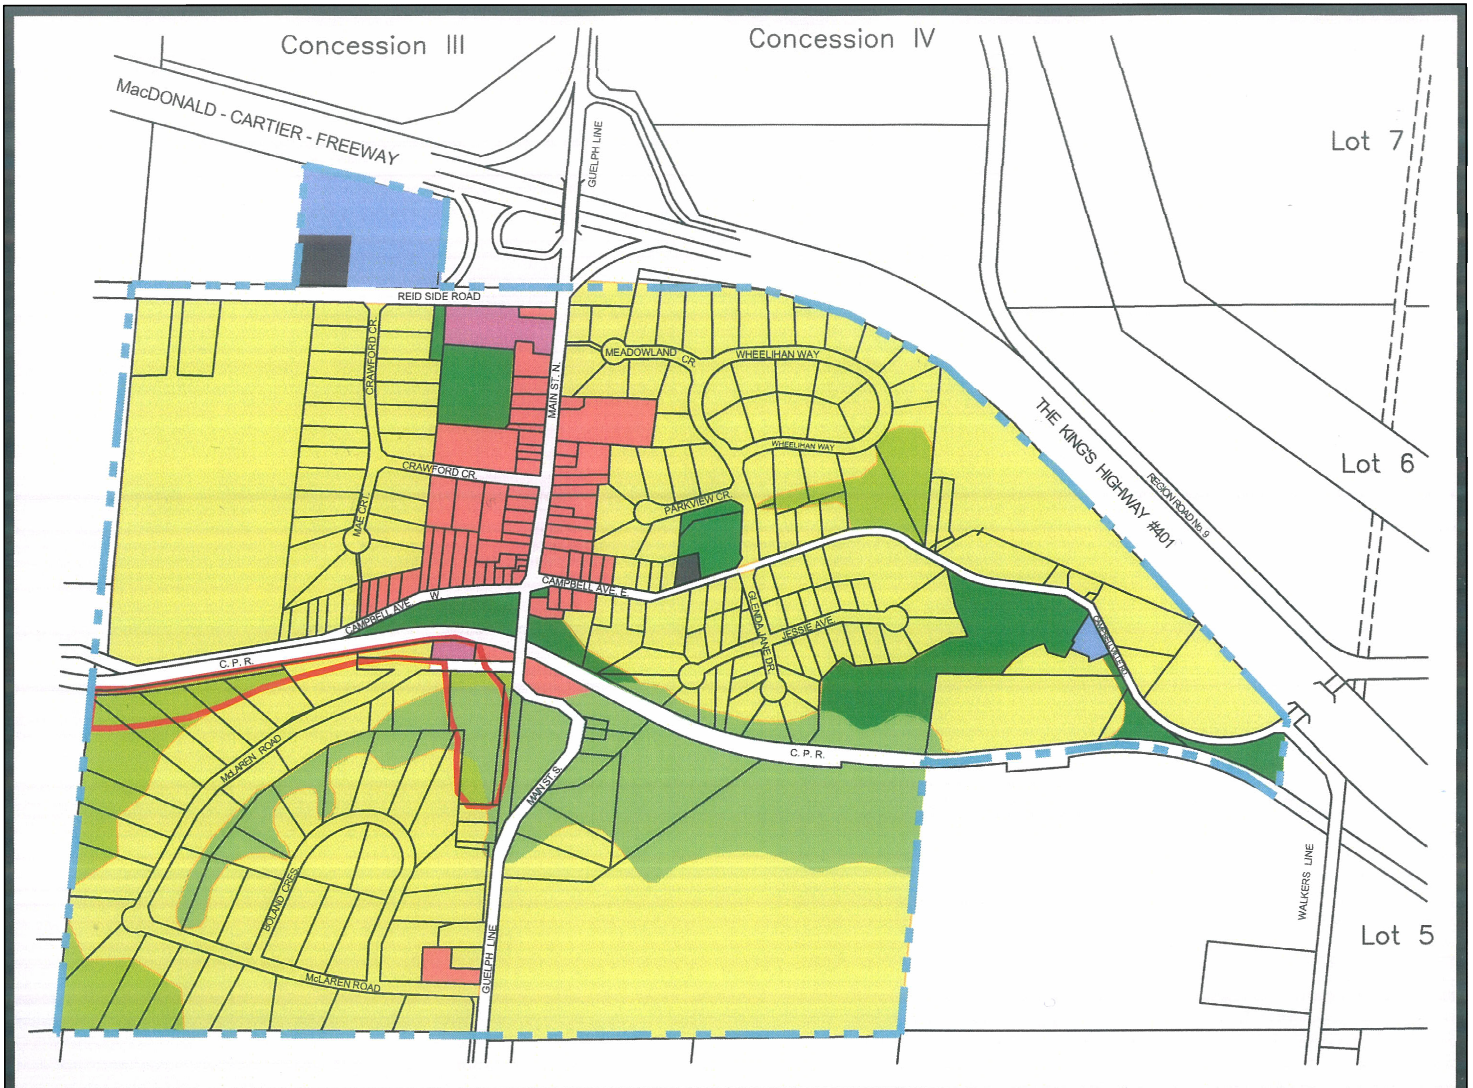 Concession III
Concession IV
MacDONALD - CARTIER - FREEWAY
GUELPH LINE
Lot 7
REID SIDE ROAD
CRAWFORD CR.
MEADOWLAND CR.
WHEELIHAN WAY
MAIN ST. N.
THE KING'S HIGHWAY #401
WHEELIHAN WAY
CRAWFORD CR.
Lot 6
REGION ROAD No. 9
MAE CRT.
PARKVIEW CR.
CAMPBELL AVE. W.
CAMPBELL AVE. E.
GLENDA JANE DR.
JESSIE AVE.
C. P. R.
McLAREN ROAD
MAIN ST. S.
C. P. R.
BOLAND CRES.
WALKERS LINE
GUELPH LINE
Lot 5
McLAREN ROAD